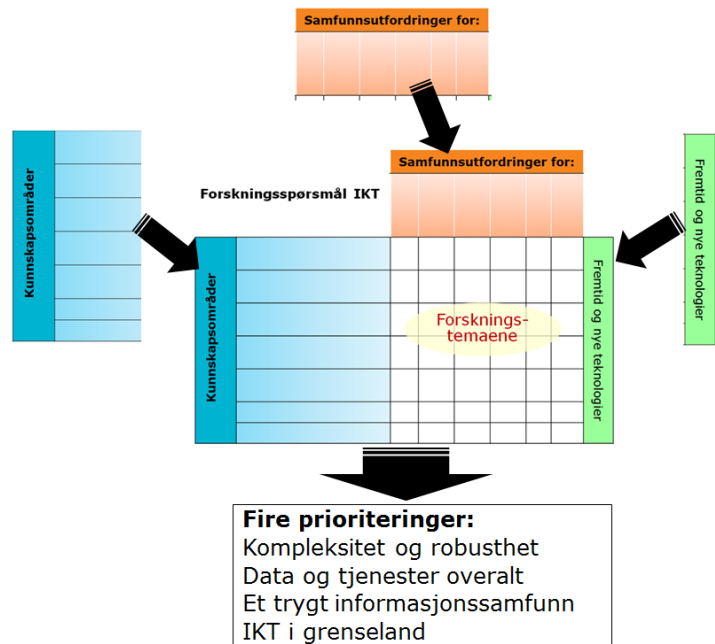 Samfunnsutfordringer for:
Kunnskapsområder
Forskningsspørsmål IKT
Samfunnsutfordringer for:
Fremtid og nye teknologier
Kunnskapsområder
Forsknings-
temaene
Fremtid og nye teknologier
Fire prioriteringer:
Kompleksitet og robusthet
Data og tjenester overalt
Et trygt informasjonssamfunn
IKT i grenseland